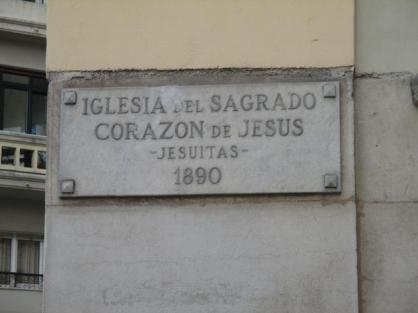 IGLESIA DEL SAGRADO
CORAZON DE JESUS
-JESUITAS-
1890